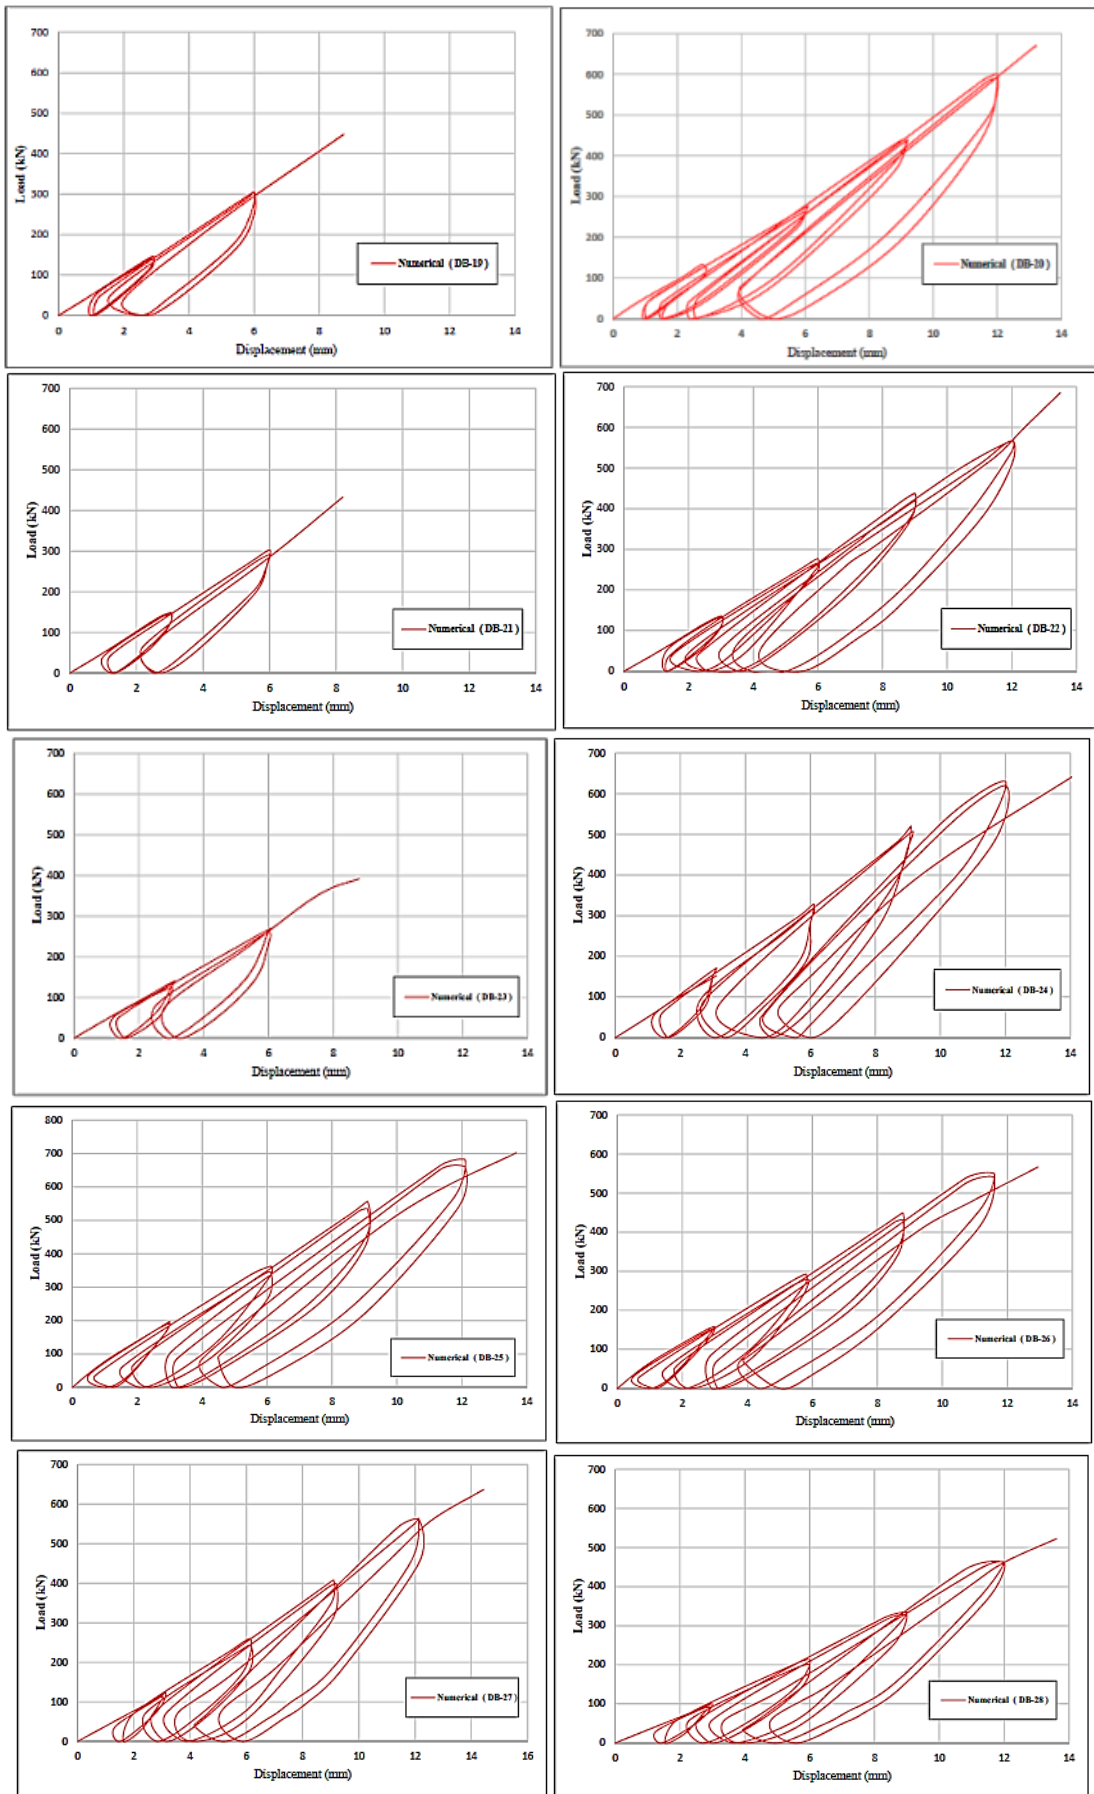 700
600
500
400
300
200
100
0
Load (kN)
Numerical (DB-19)
0 2 4 6 8 10 12 14
Displacement (mm)
700
600
500
400
300
200
100
0
Load (kN)
Numerical (DB-20)
0 2 4 6 8 10 12 14
Displacement (mm)
700
600
500
400
300
200
100
0
Load (kN)
Numerical (DB-21)
0 2 4 6 8 10 12 14
Displacement (mm)
700
600
500
400
300
200
100
0
Load (kN)
Numerical (DB-22)
0 2 4 6 8 10 12 14
Displacement (mm)
700
600
500
400
300
200
100
0
Load (kN)
Numerical (DB-23)
0 2 4 6 8 10 12 14
Displacement (mm)
700
600
500
400
300
200
100
0
Load (kN)
Numerical (DB-24)
0 2 4 6 8 10 12 14
Displacement (mm)
800
700
600
500
400
300
200
100
0
Load (kN)
Numerical (DB-25)
0 2 4 6 8 10 12 14
Displacement (mm)
700
600
500
400
300
200
100
0
Load (kN)
Numerical (DB-26)
0 2 4 6 8 10 12 14
Displacement (mm)
700
600
500
400
300
200
100
0
Load (kN)
Numerical (DB-27)
0 2 4 6 8 10 12 14 16
Displacement (mm)
700
600
500
400
300
200
100
0
Load (kN)
Numerical (DB-28)
0 2 4 6 8 10 12 14
Displacement (mm)